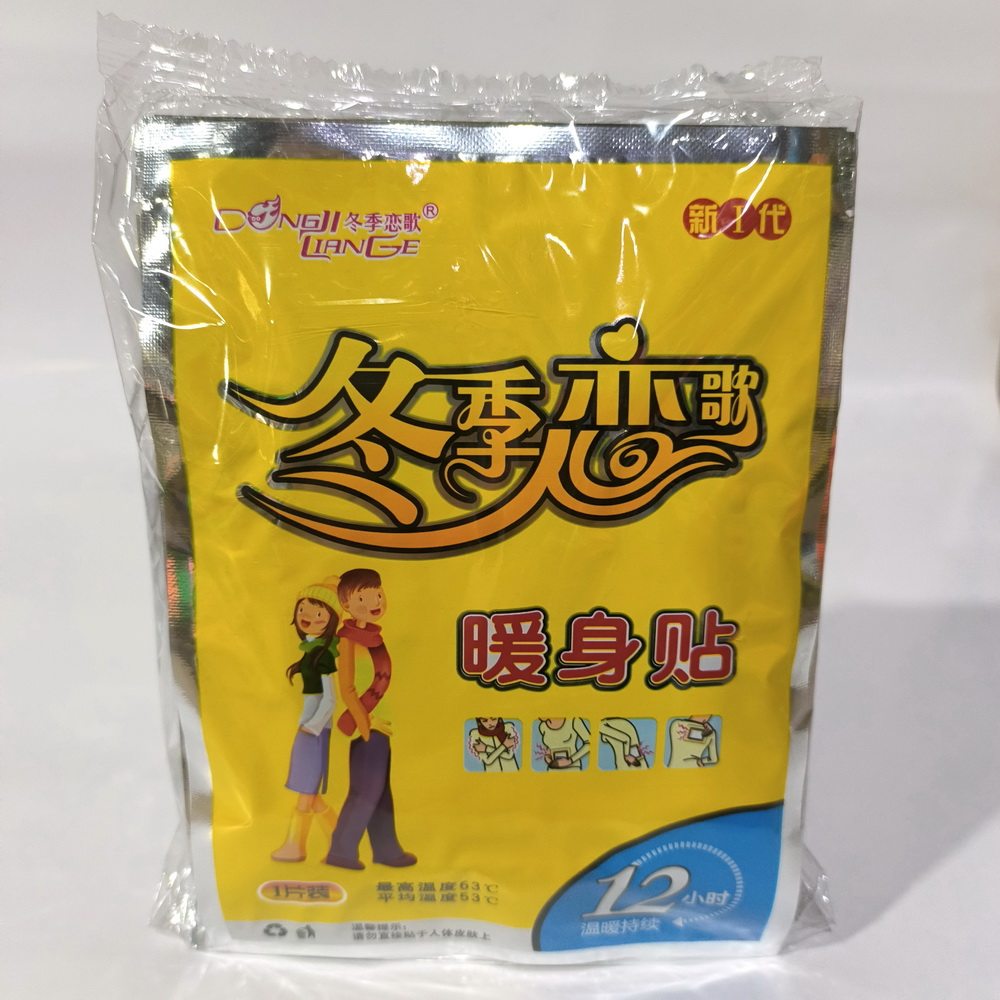 DONGJI 冬季恋歌®
LIANGE
新一代
冬季恋歌
暖身贴
1片装
最高温度63℃
平均温度53℃
温馨提示:
请勿直接贴于人体皮肤上
12小时
温暖持续